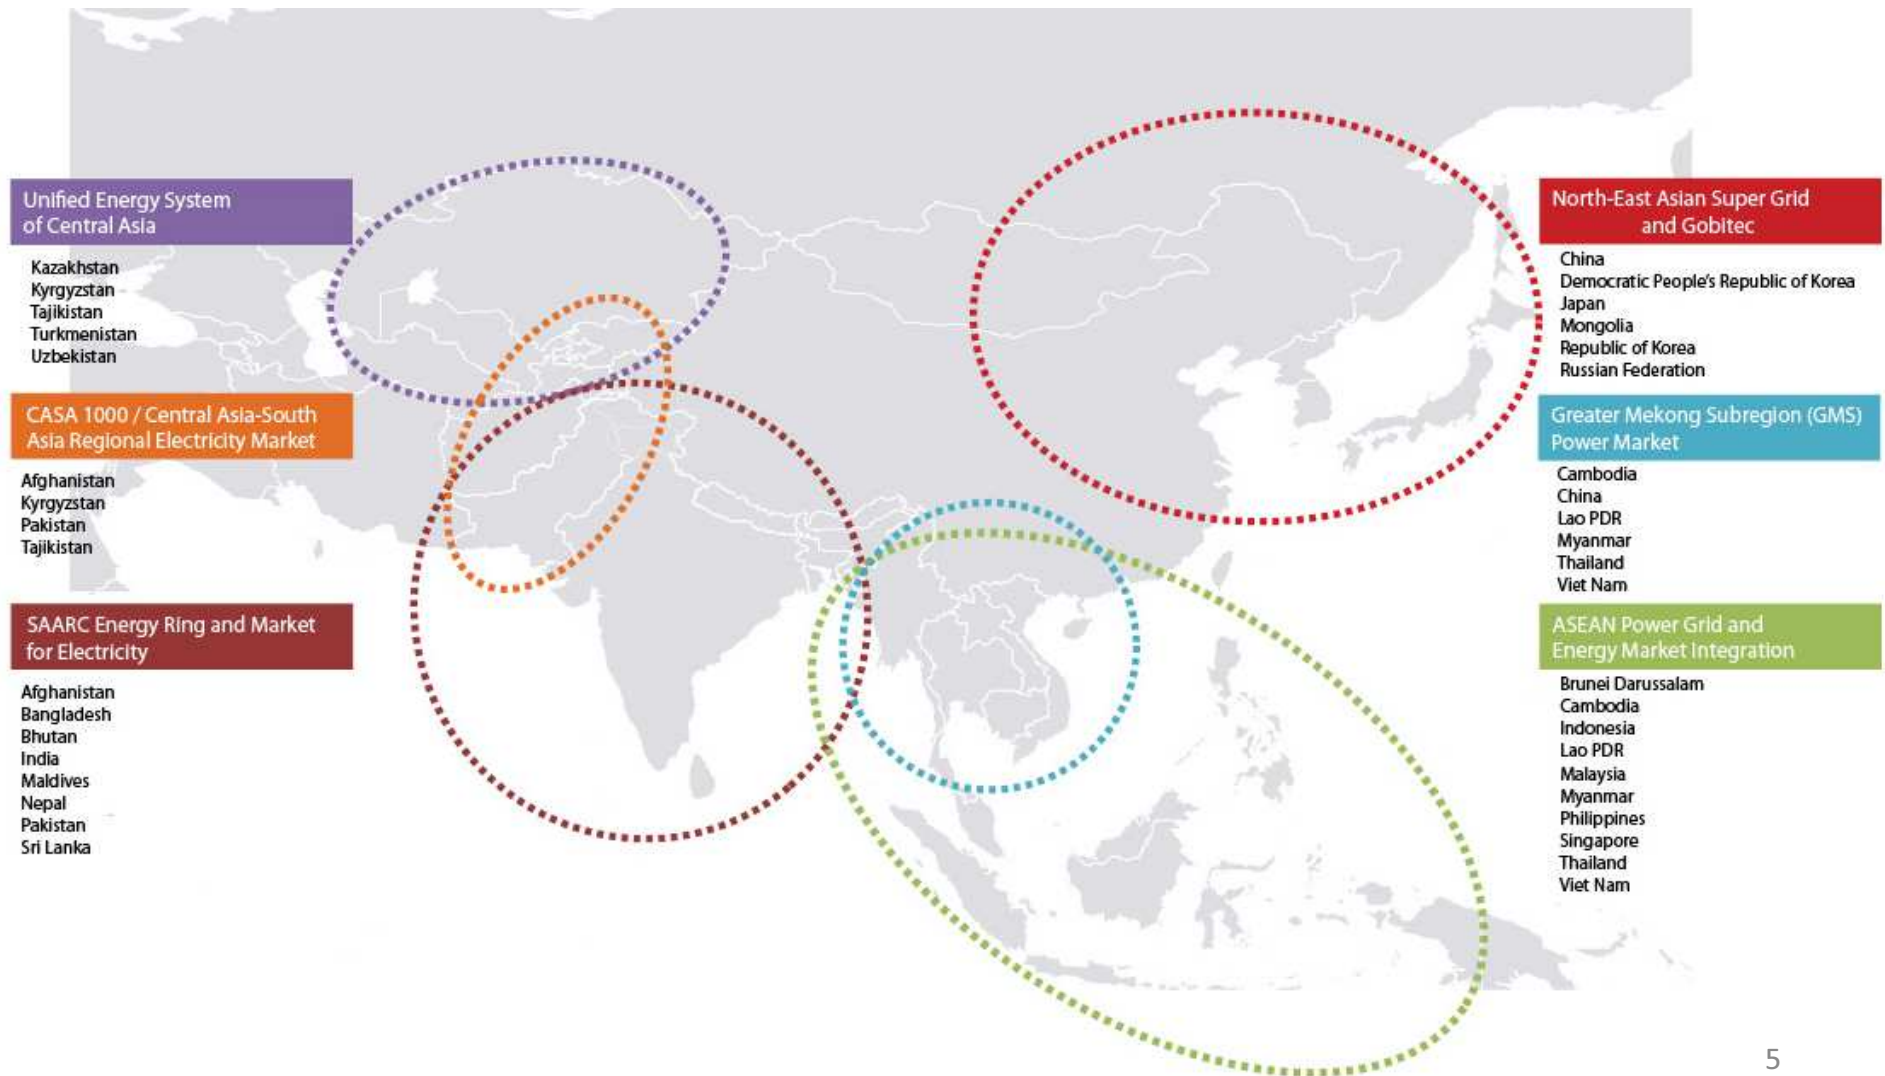 Unified Energy System
of Central Asia
Kazakhstan
Kyrgyzstan
Tajikistan
Turkmenistan
Uzbekistan
CASA 1000 / Central Asia-South
Asia Regional Electricity Market
Afghanistan
Kyrgyzstan
Pakistan
Tajikistan
SAARC Energy Ring and Market
for Electricity
Afghanistan
Bangladesh
Bhutan
India
Maldives
Nepal
Pakistan
Sri Lanka
North-East Asian Super Grid
and Gobitec
China
Democratic People's Republic of Korea
Japan
Mongolia
Republic of Korea
Russian Federation
Greater Mekong Subregion (GMS)
Power Market
Cambodia
China
Lao PDR
Myanmar
Thailand
Viet Nam
ASEAN Power Grid and
Energy Market Integration
Brunei Darussalam
Cambodia
Indonesia
Lao PDR
Malaysia
Myanmar
Philippines
Singapore
Thailand
Viet Nam
5